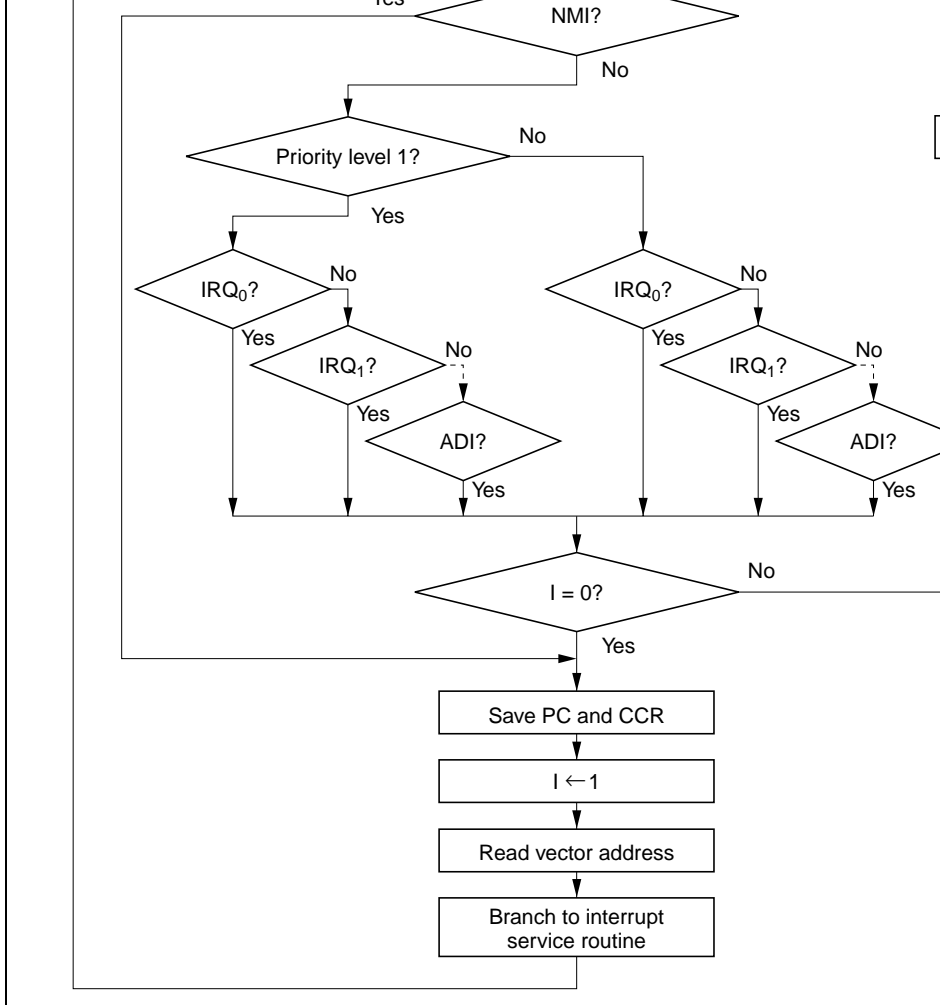 Yes
NMI?
No
Priority level 1?
No
Yes
IRQ0?
No
IRQ0?
No
Yes
IRQ1?
No
Yes
IRQ1?
No
Yes
ADI?
Yes
ADI?
Yes
Yes
I = 0?
No
Yes
Save PC and CCR
I ← 1
Read vector address
Branch to interrupt
service routine